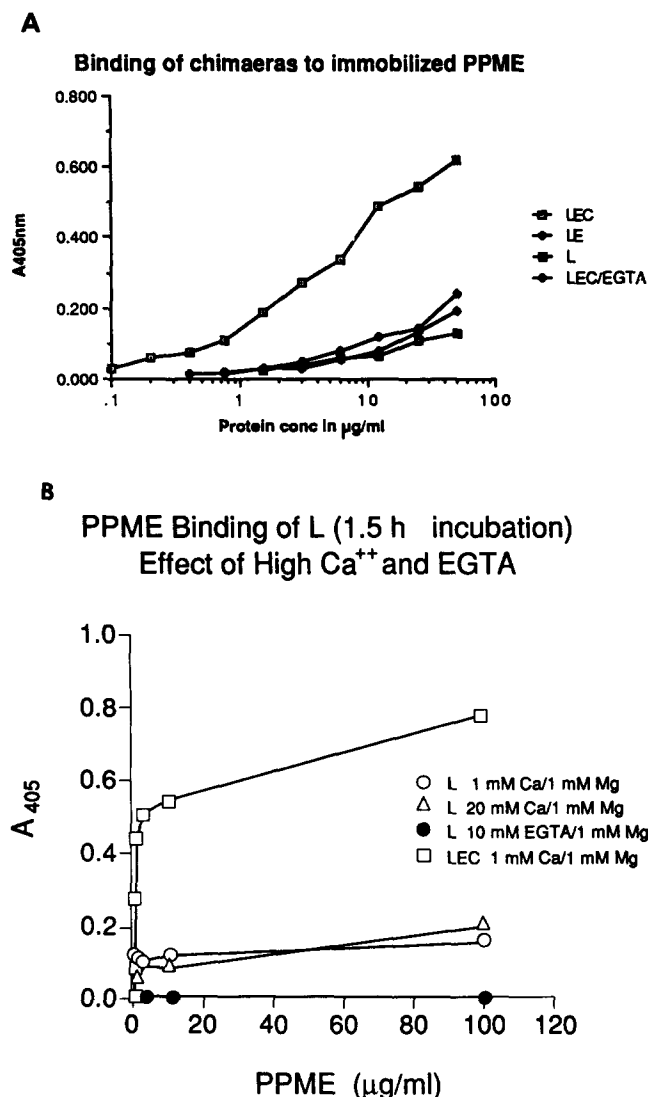 A
Binding of chimaeras to immobilized PPME
0.800
0.600
0.400
0.200
0.000
.1
1
10
100
A405nm
Protein conc in µg/ml
LEC
LE
L
LEC/EGTA
B
PPME Binding of L (1.5 h incubation)
Effect of High Ca++ and EGTA
1.0
0.8
0.6
0.4
0.2
0.0
A405
0
20
40
60
80
100
120
PPME (µg/ml)
L 1 mM Ca/1 mM Mg
L 20 mM Ca/1 mM Mg
L 10 mM EGTA/1 mM Mg
LEC 1 mM Ca/1 mM Mg